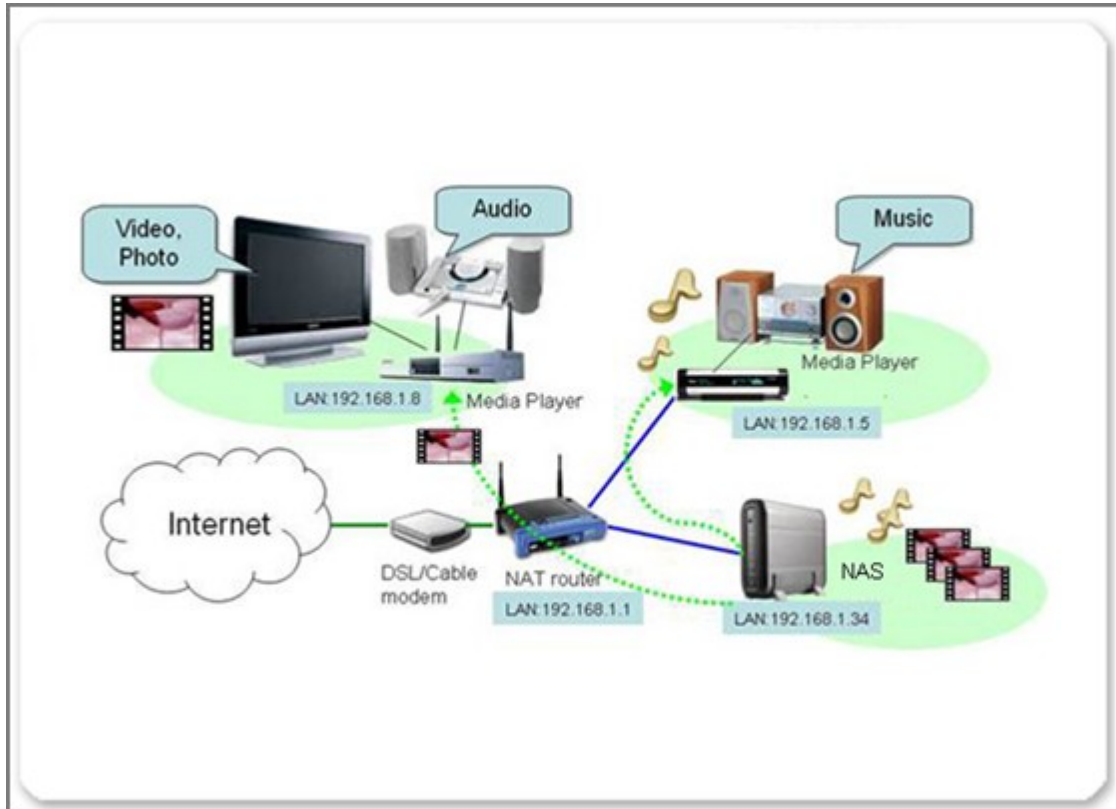 Video,
Photo
Audio
Music
Media Player
LAN:192.168.1.8
Media Player
LAN:192.168.1.5
Internet
DSL/Cable
modem
NAT router
LAN:192.168.1.1
NAS
LAN:192.168.1.34